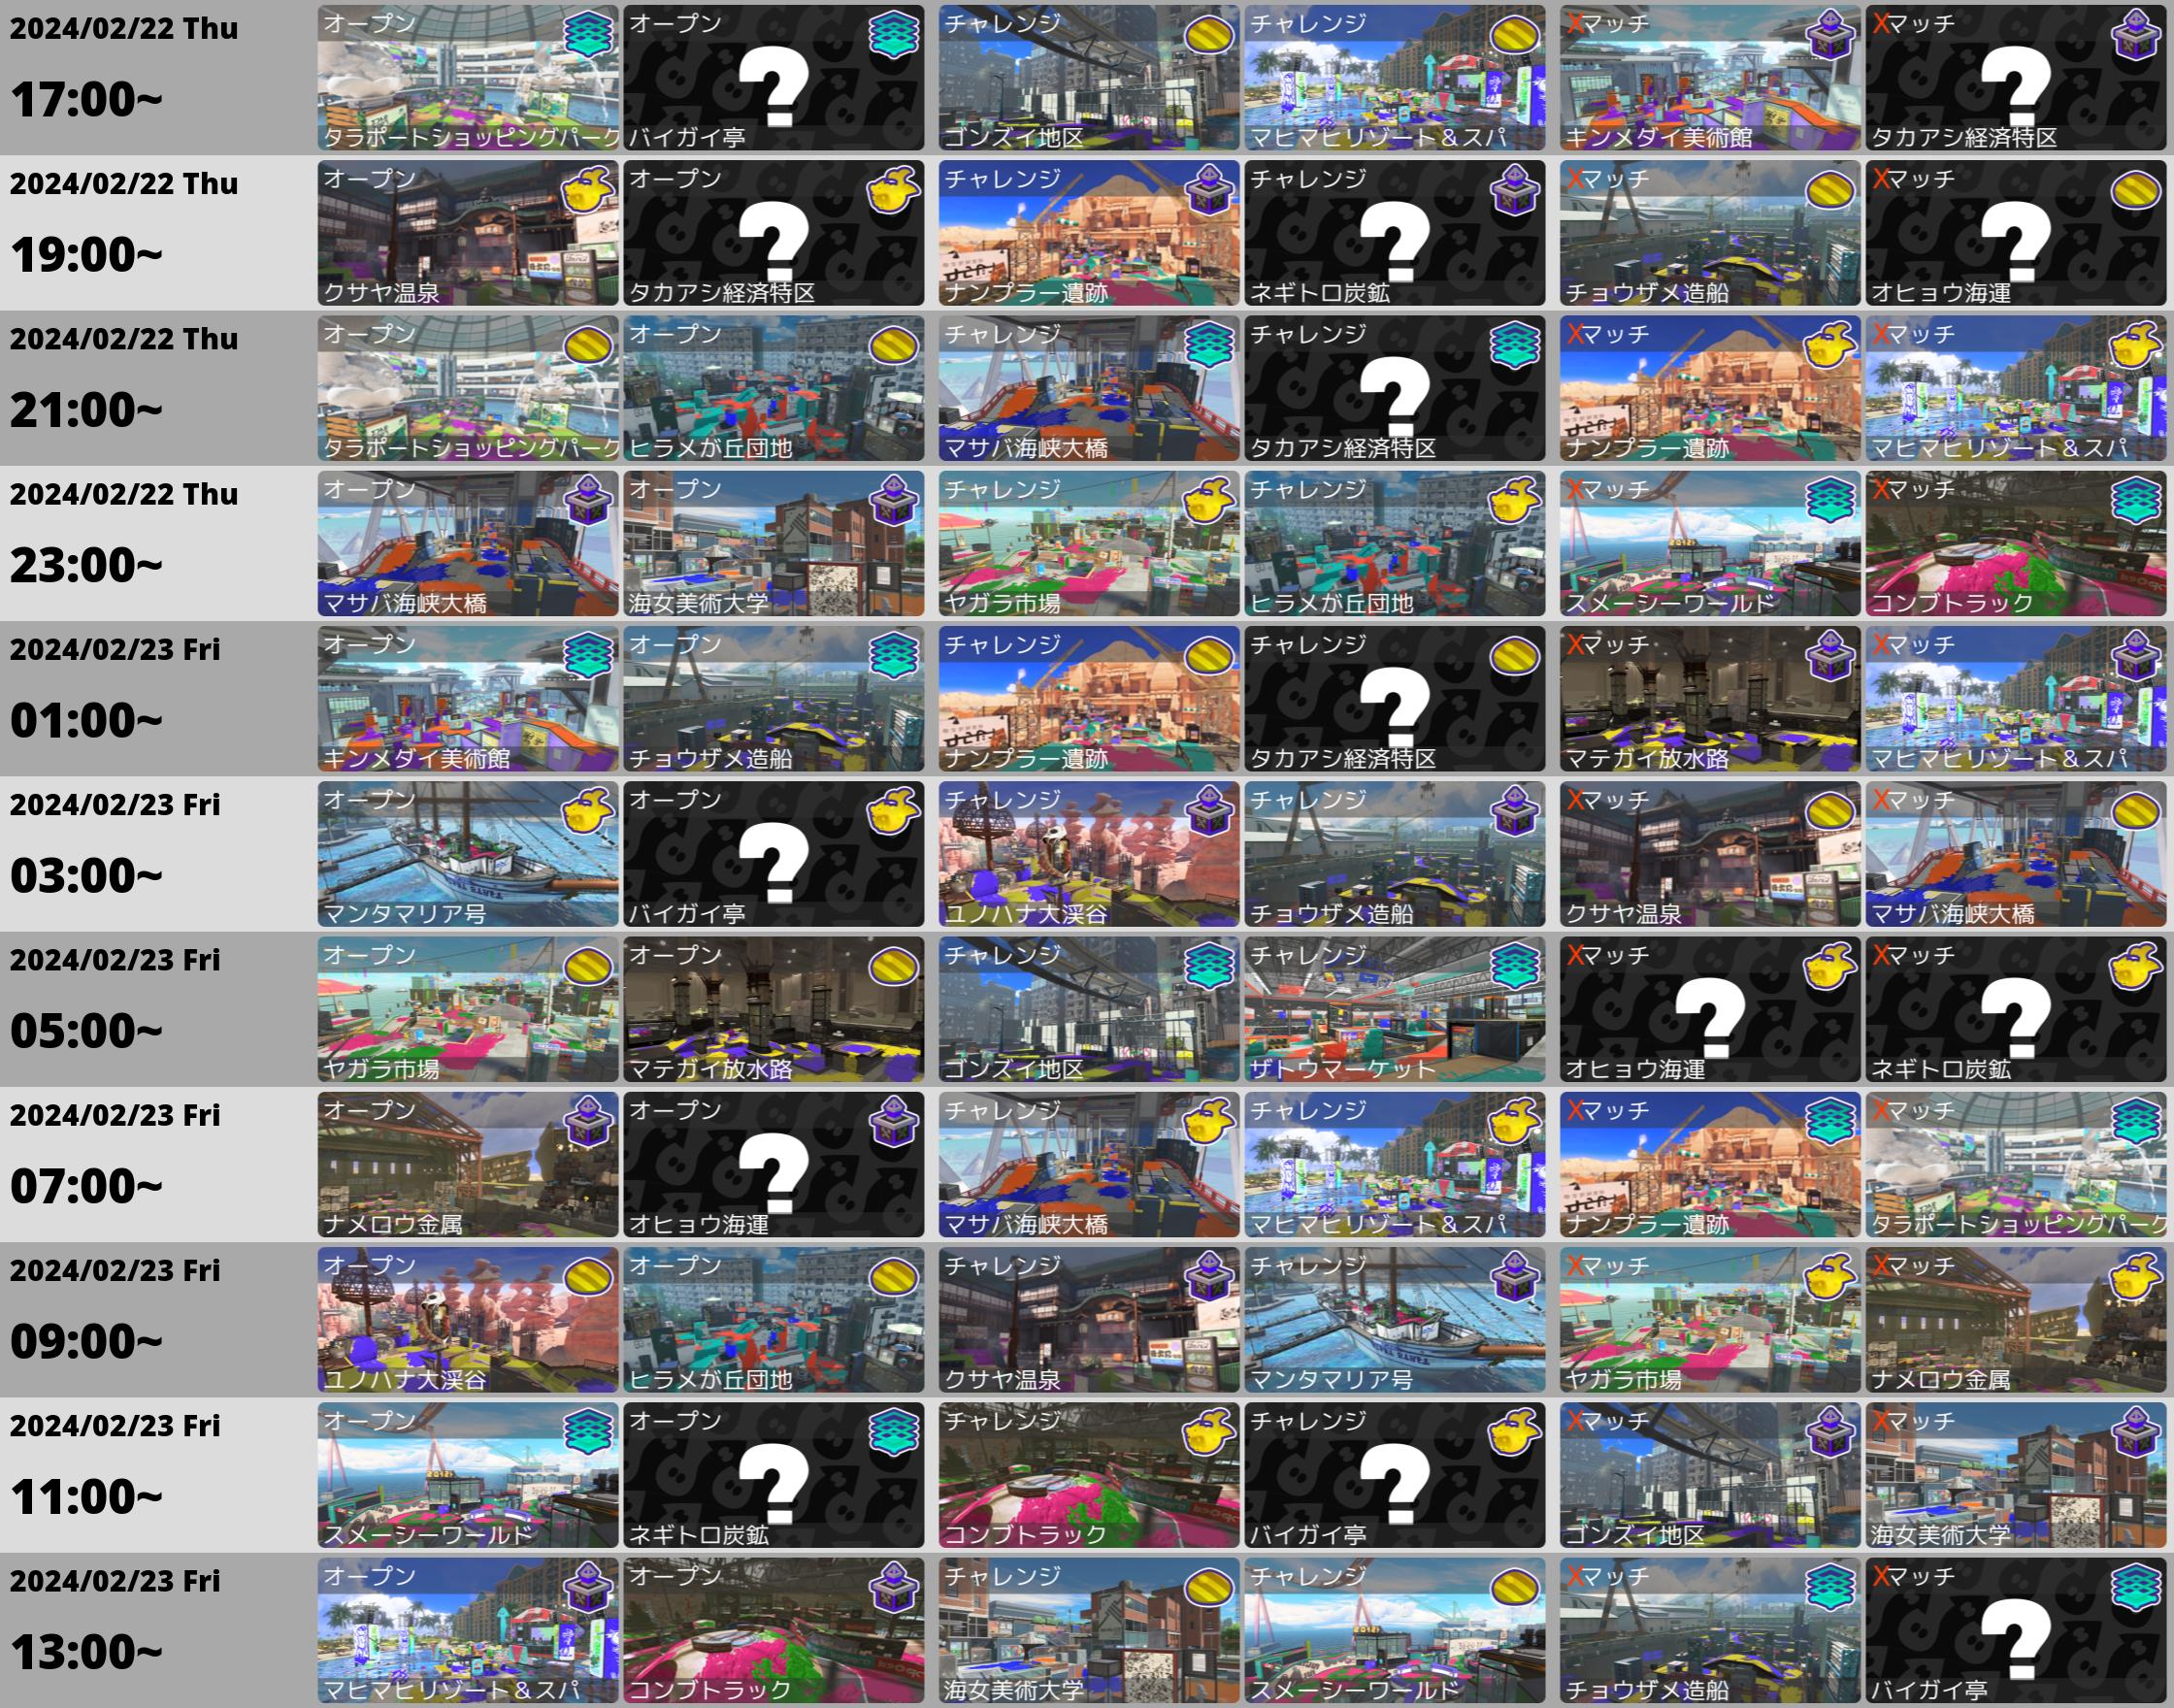 2024/02/22 Thu
17:00~
オープン
タラポートショッピングパーク
オープン
バイガイ亭
チャレンジ
ゴンズイ地区
チャレンジ
マヒマヒリゾート&スパ
Xマッチ
キンメダイ美術館
Xマッチ
タカアシ経済特区
2024/02/22 Thu
19:00~
オープン
クサヤ温泉
オープン
タカアシ経済特区
チャレンジ
ナンプラー遺跡
チャレンジ
ネギトロ炭鉱
Xマッチ
チョウザメ造船
Xマッチ
オヒョウ海運
2024/02/22 Thu
21:00~
オープン
タラポートショッピングパーク
オープン
ヒラメが丘団地
チャレンジ
マサバ海峡大橋
チャレンジ
タカアシ経済特区
Xマッチ
ナンプラー遺跡
Xマッチ
マヒマヒリゾート&スパ
2024/02/22 Thu
23:00~
オープン
マサバ海峡大橋
オープン
海女美術大学
チャレンジ
ヤガラ市場
チャレンジ
ヒラメが丘団地
Xマッチ
スメーシーワールド
Xマッチ
コンブトラック
2024/02/23 Fri
01:00~
オープン
キンメダイ美術館
オープン
チョウザメ造船
チャレンジ
ナンプラー遺跡
チャレンジ
タカアシ経済特区
Xマッチ
マテガイ放水路
Xマッチ
マヒマヒリゾート&スパ
2024/02/23 Fri
03:00~
オープン
マンタマリア号
オープン
バイガイ亭
チャレンジ
ユノハナ大渓谷
チャレンジ
チョウザメ造船
Xマッチ
クサヤ温泉
Xマッチ
マサバ海峡大橋
2024/02/23 Fri
05:00~
オープン
ヤガラ市場
オープン
マテガイ放水路
チャレンジ
ゴンズイ地区
チャレンジ
ザトウマーケット
Xマッチ
オヒョウ海運
Xマッチ
ネギトロ炭鉱
2024/02/23 Fri
07:00~
オープン
ナメロウ金属
オープン
オヒョウ海運
チャレンジ
マサバ海峡大橋
チャレンジ
マヒマヒリゾート&スパ
Xマッチ
ナンプラー遺跡
Xマッチ
タラポートショッピングパーク
2024/02/23 Fri
09:00~
オープン
ユノハナ大渓谷
オープン
ヒラメが丘団地
チャレンジ
クサヤ温泉
チャレンジ
マンタマリア号
Xマッチ
ヤガラ市場
Xマッチ
ナメロウ金属
2024/02/23 Fri
11:00~
オープン
スメーシーワールド
オープン
ネギトロ炭鉱
チャレンジ
コンブトラック
チャレンジ
バイガイ亭
Xマッチ
ゴンズイ地区
Xマッチ
海女美術大学
2024/02/23 Fri
13:00~
オープン
マヒマヒリゾート&スパ
オープン
コンブトラック
チャレンジ
海女美術大学
チャレンジ
スメーシーワールド
Xマッチ
チョウザメ造船
Xマッチ
バイガイ亭